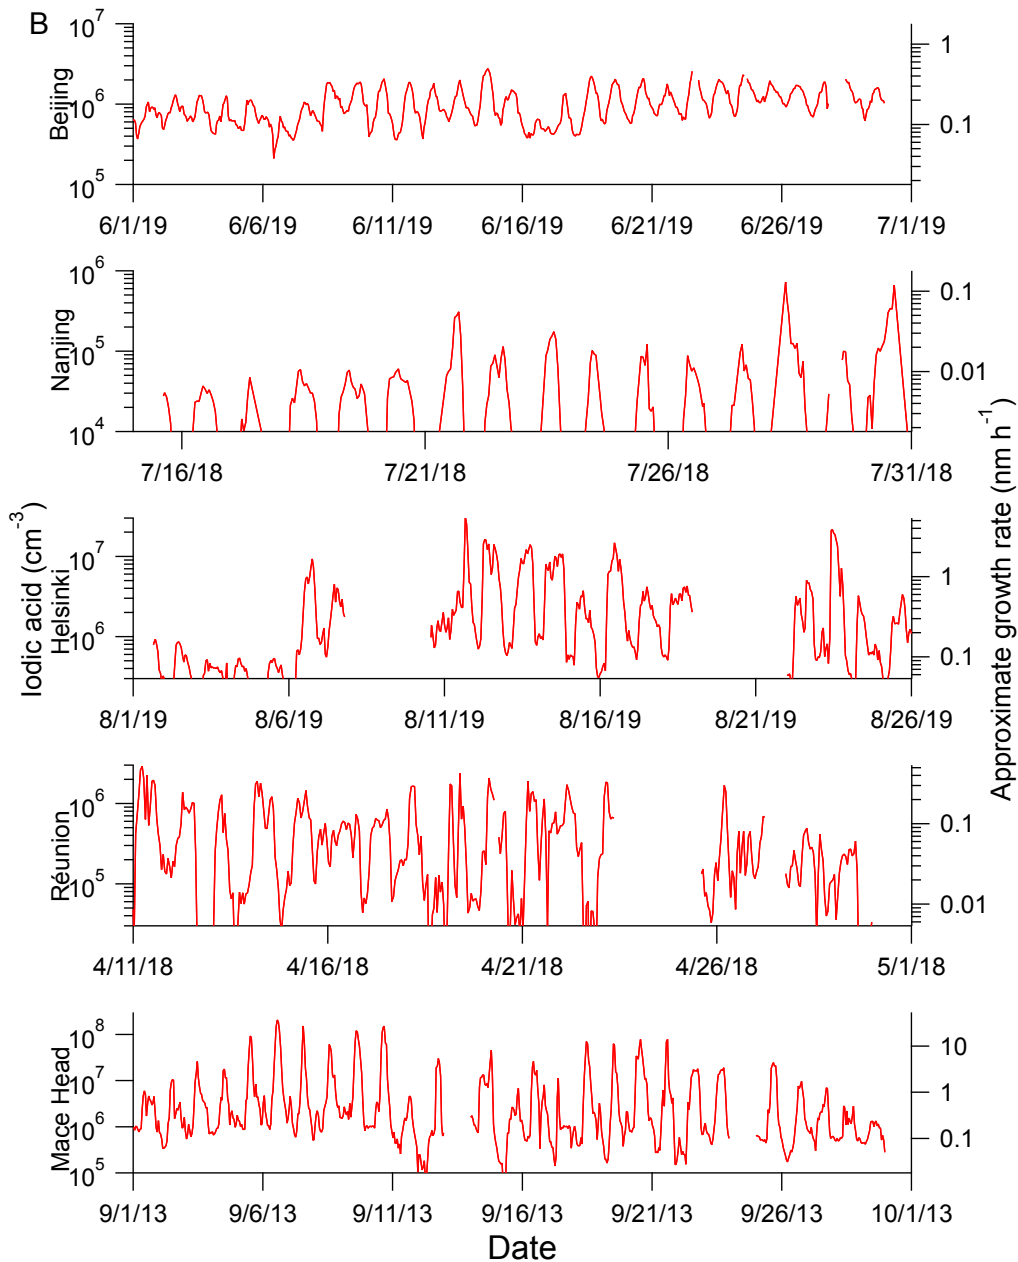 B
Iodic acid (cm-3)
Approximate growth rate (nm h-1)
Beijing
10^7
10^6
10^5
1
0.1
6/1/19 6/6/19 6/11/19 6/16/19 6/21/19 6/26/19 7/1/19
Nanjing
10^6
10^5
10^4
0.1
0.01
7/16/18 7/21/18 7/26/18 7/31/18
Helsinki
10^7
10^6
1
0.1
8/1/19 8/6/19 8/11/19 8/16/19 8/21/19 8/26/19
Réunion
10^6
10^5
0.1
0.01
4/11/18 4/16/18 4/21/18 4/26/18 5/1/18
Mace Head
10^8
10^7
10^6
10^5
10
1
0.1
9/1/13 9/6/13 9/11/13 9/16/13 9/21/13 9/26/13 10/1/13
Date